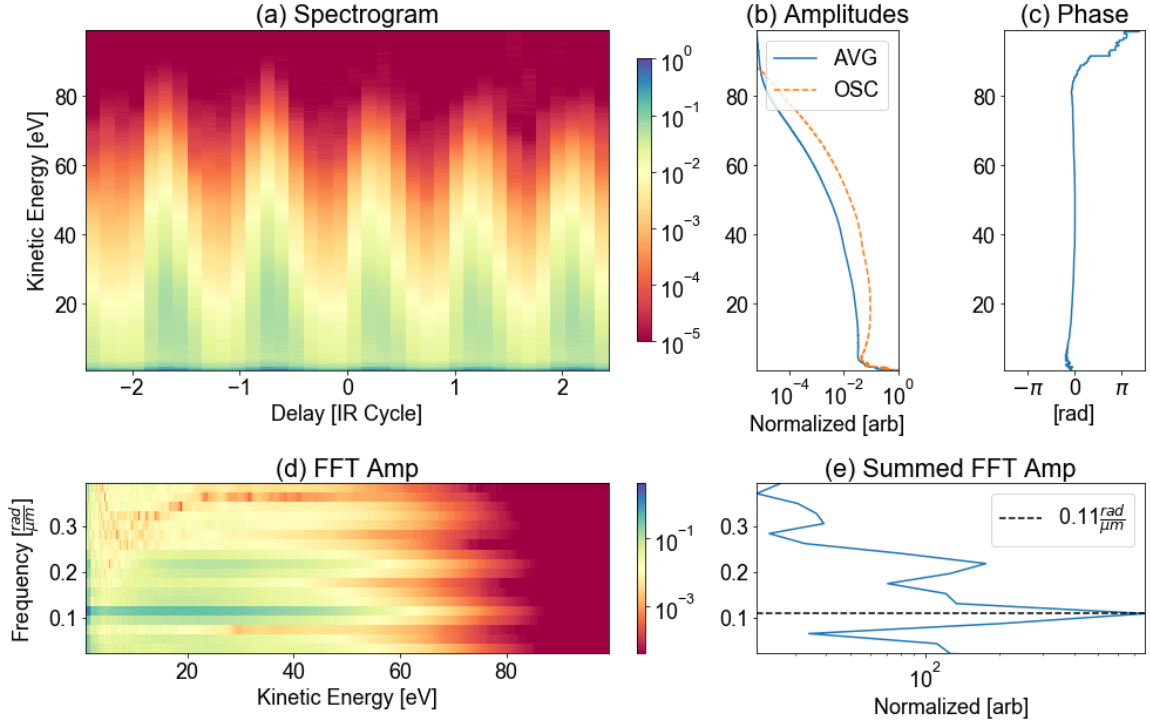 (a) Spectrogram
(b) Amplitudes
(c) Phase
Kinetic Energy [eV]
80
60
40
20
−2
−1
0
1
2
Delay [IR Cycle]
10^0
10^−1
10^−2
10^−3
10^−4
10^−5
AVG
OSC
80
60
40
20
10^−4
10^−2
10^0
Normalized [arb]
80
60
40
20
−π
0
π
[rad]
(d) FFT Amp
(e) Summed FFT Amp
Frequency [rad/μm]
0.3
0.2
0.1
20
40
60
80
Kinetic Energy [eV]
10^−1
10^−3
0.11 rad/μm
0.3
0.2
0.1
10^2
Normalized [arb]